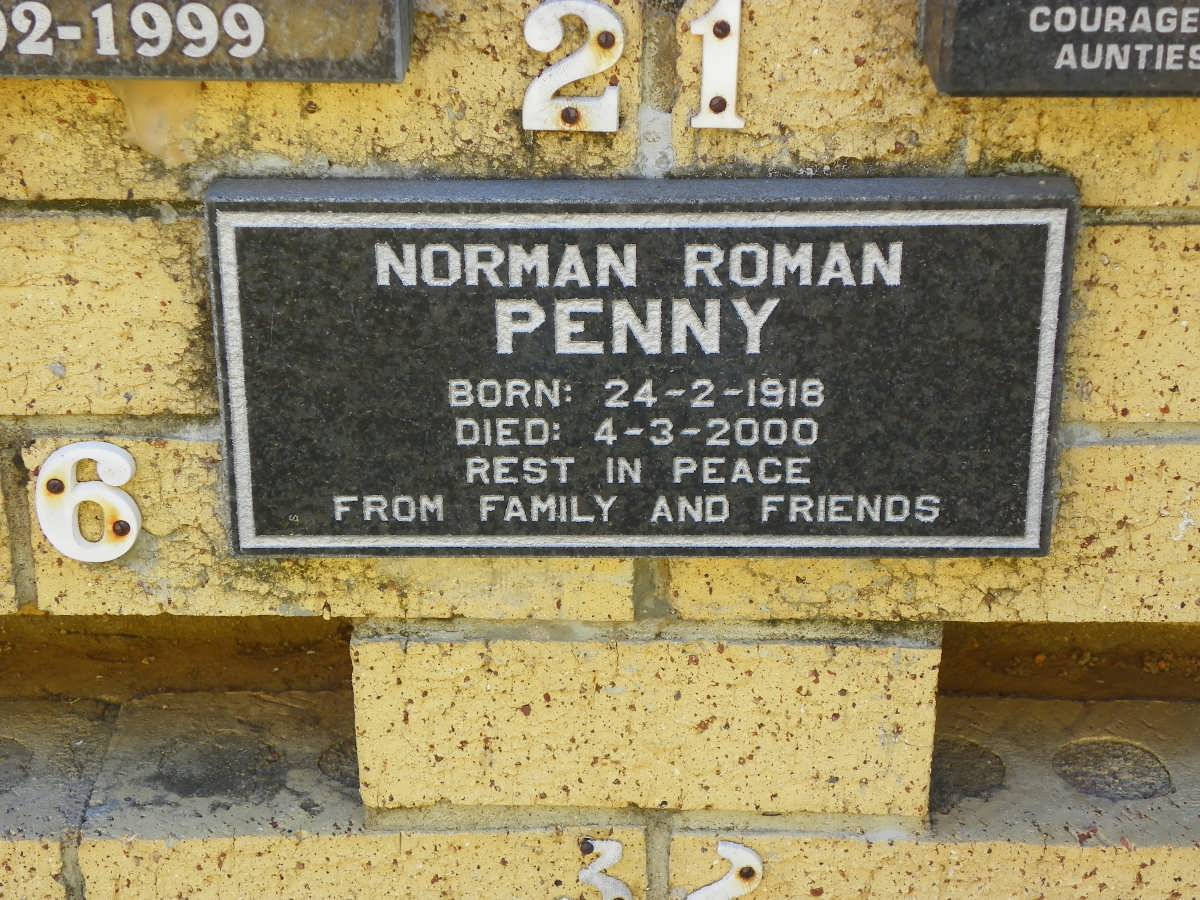 02-1999
21
COURAGE
AUNTIES
NORMAN ROMAN
PENNY
BORN: 24-2-1918
DIED: 4-3-2000
REST IN PEACE
FROM FAMILY AND FRIENDS
6
32